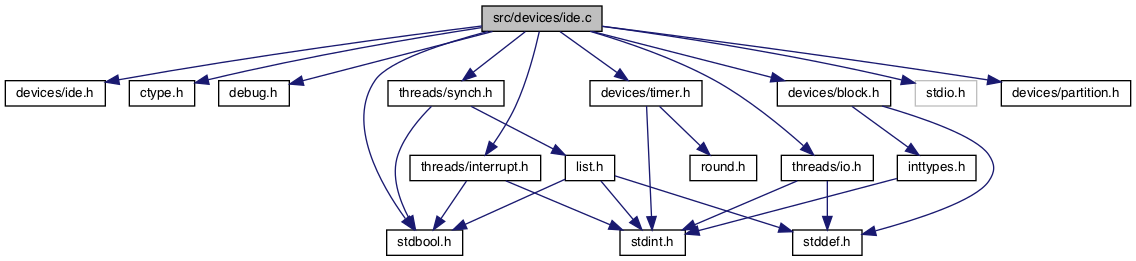 src/devices/ide.c
devices/ide.h
ctype.h
debug.h
threads/synch.h
devices/timer.h
devices/block.h
stdio.h
devices/partition.h
threads/interrupt.h
list.h
round.h
threads/io.h
inttypes.h
stdbool.h
stdint.h
stddef.h